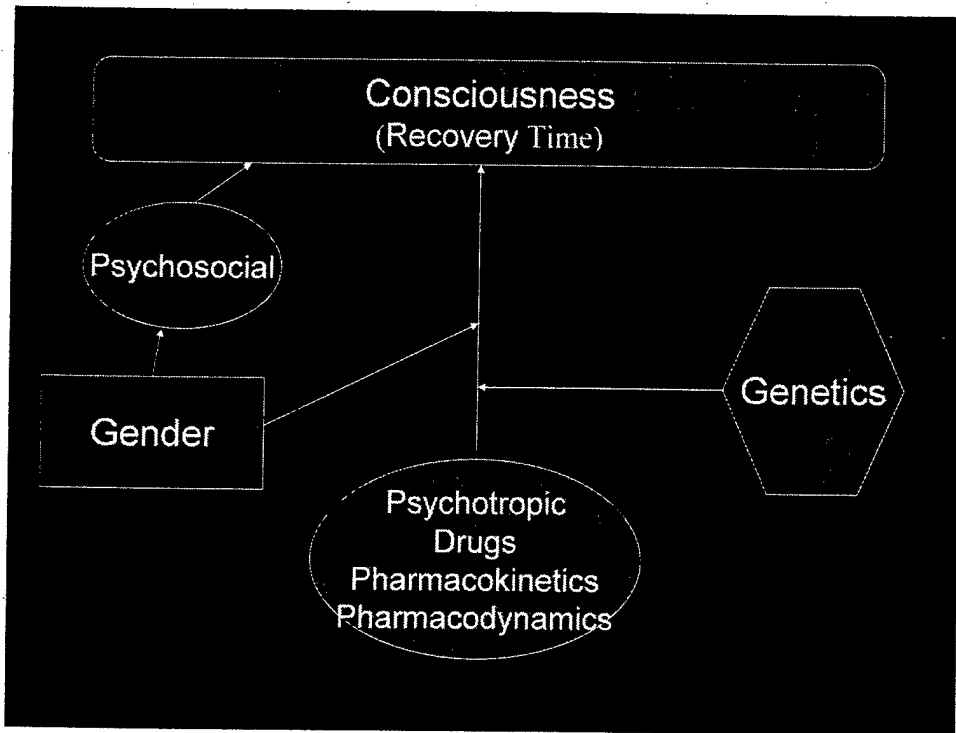 Consciousness
(Recovery Time)
Psychosocial
Gender
Genetics
Psychotropic
Drugs
Pharmacokinetics
Pharmacodynamics